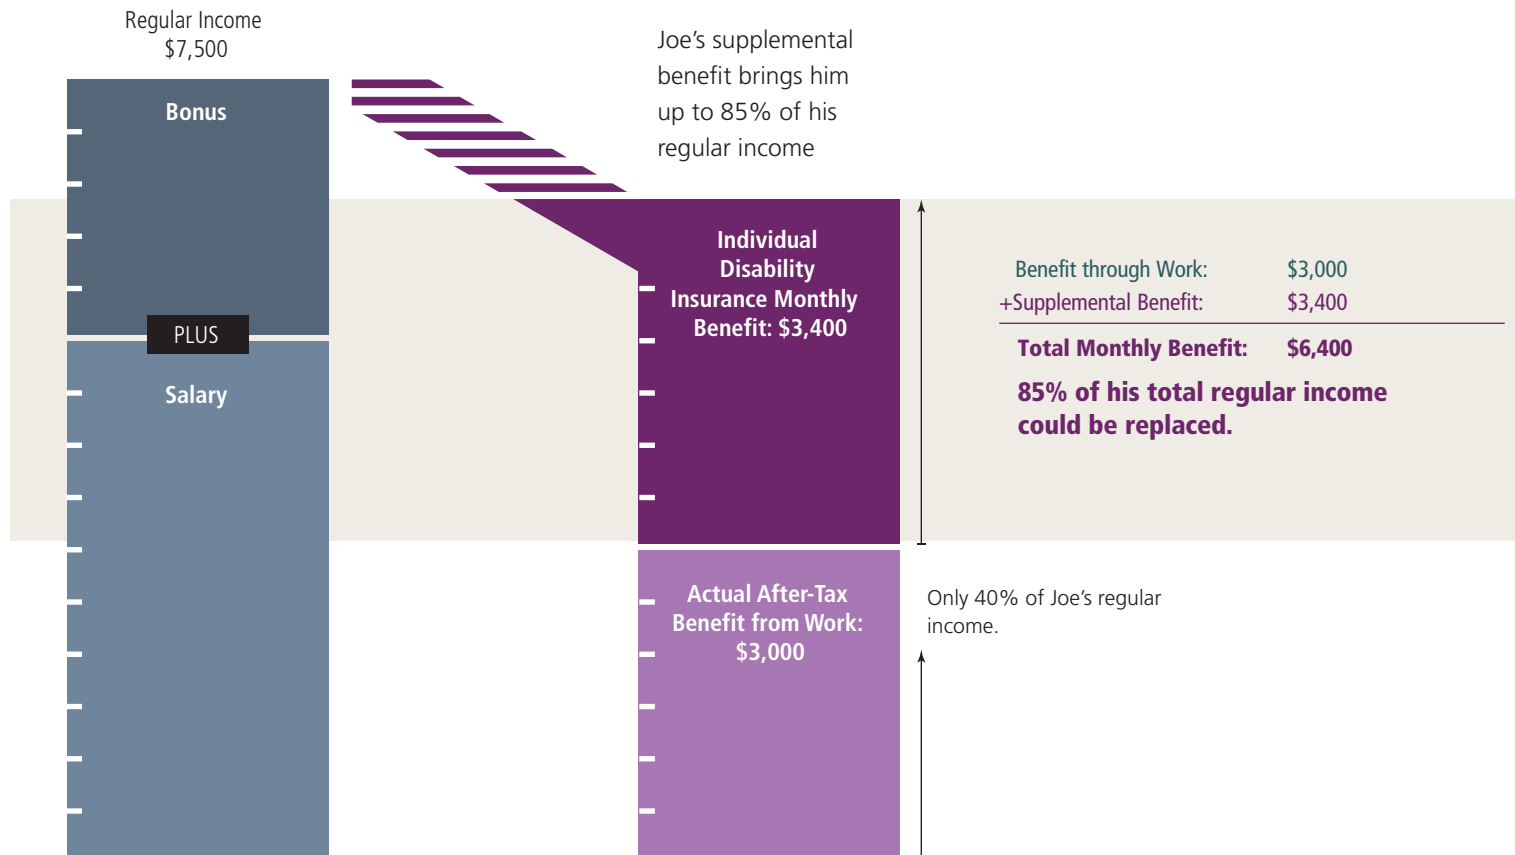 Regular Income
$7,500
Bonus
PLUS
Salary
Joe’s supplemental
benefit brings him
up to 85% of his
regular income
Individual
Disability
Insurance Monthly
Benefit: $3,400
Actual After-Tax
Benefit from Work:
$3,000
Benefit through Work: $3,000
+Supplemental Benefit: $3,400
Total Monthly Benefit: $6,400
85% of his total regular income
could be replaced.
Only 40% of Joe’s regular
income.